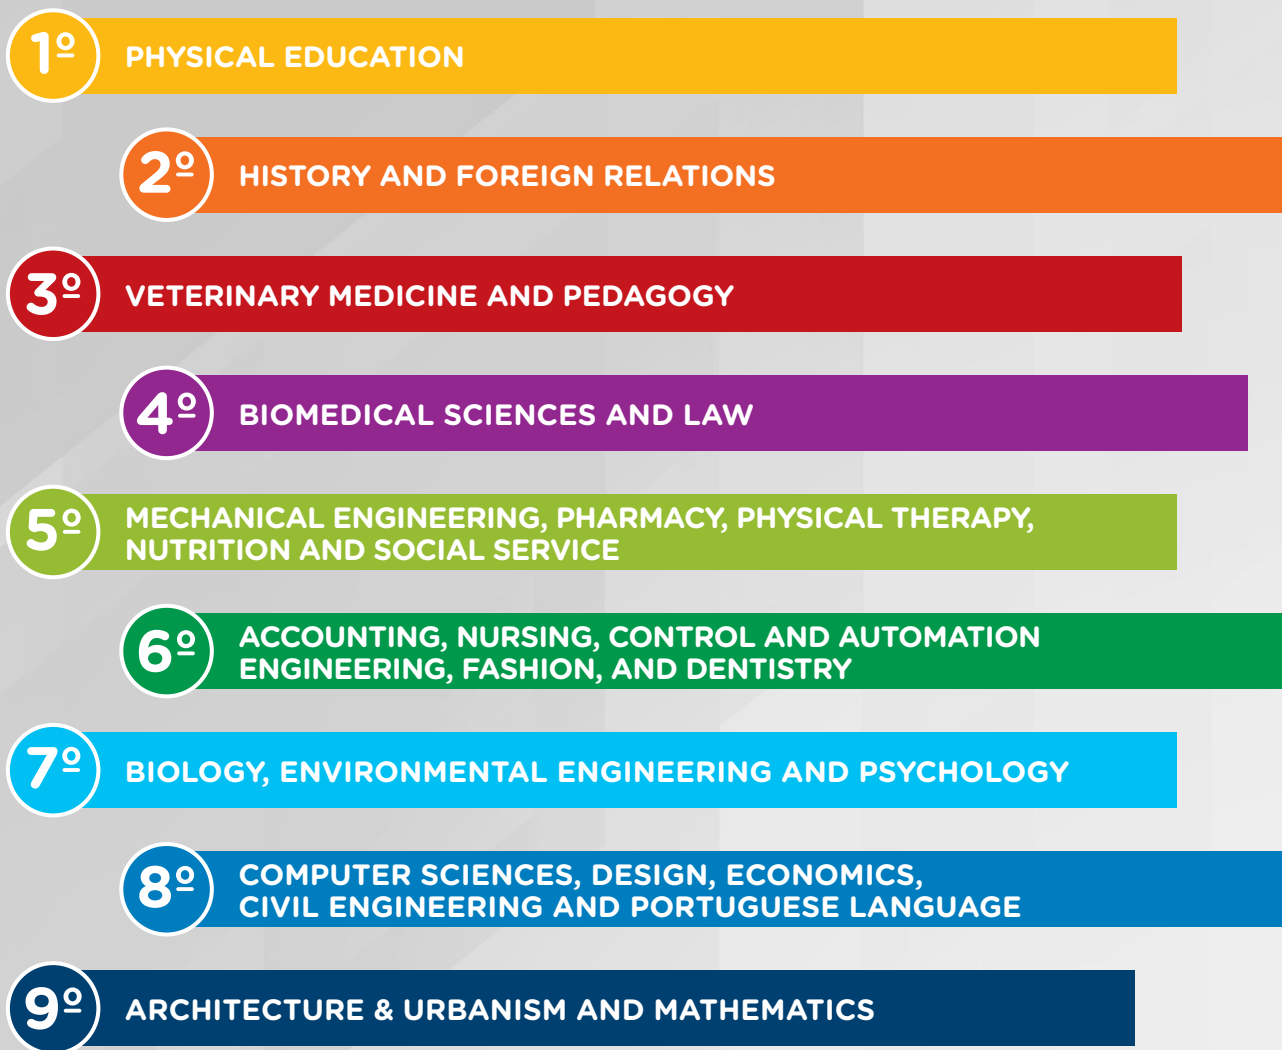 1º PHYSICAL EDUCATION
2º HISTORY AND FOREIGN RELATIONS
3º VETERINARY MEDICINE AND PEDAGOGY
4º BIOMEDICAL SCIENCES AND LAW
5º MECHANICAL ENGINEERING, PHARMACY, PHYSICAL THERAPY,
NUTRITION AND SOCIAL SERVICE
6º ACCOUNTING, NURSING, CONTROL AND AUTOMATION
ENGINEERING, FASHION, AND DENTISTRY
7º BIOLOGY, ENVIRONMENTAL ENGINEERING AND PSYCHOLOGY
8º COMPUTER SCIENCES, DESIGN, ECONOMICS,
CIVIL ENGINEERING AND PORTUGUESE LANGUAGE
9º ARCHITECTURE & URBANISM AND MATHEMATICS